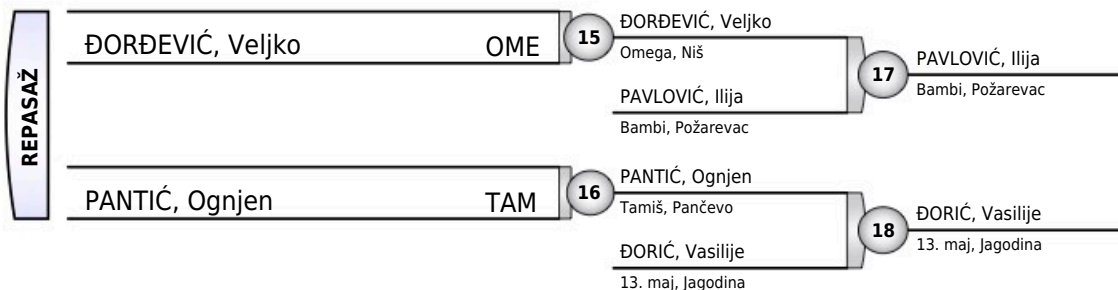 REPASAŽ
ĐORĐEVIĆ, Veljko OME
15
ĐORĐEVIĆ, Veljko
Omega, Niš
PAVLOVIĆ, Ilija
Bambi, Požarevac
17
PAVLOVIĆ, Ilija
Bambi, Požarevac
PANTIĆ, Ognjen TAM
16
PANTIĆ, Ognjen
Tamiš, Pančevo
ĐORIĆ, Vasilije
13. maj, Jagodina
18
ĐORIĆ, Vasilije
13. maj, Jagodina